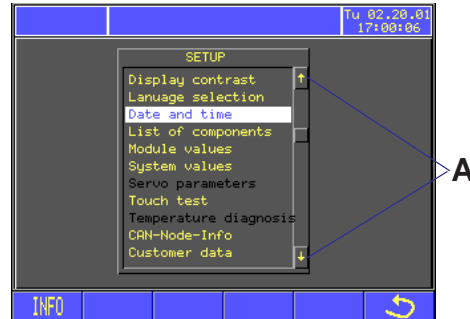 Tu 02.20.01
17:00:06
SETUP
Display contrast
Lanuage selection
Date and time
List of components
Module values
System values
Servo parameters
Touch test
Temperature diagnosis
CAN-Node-Info
Customer data
A
INFO